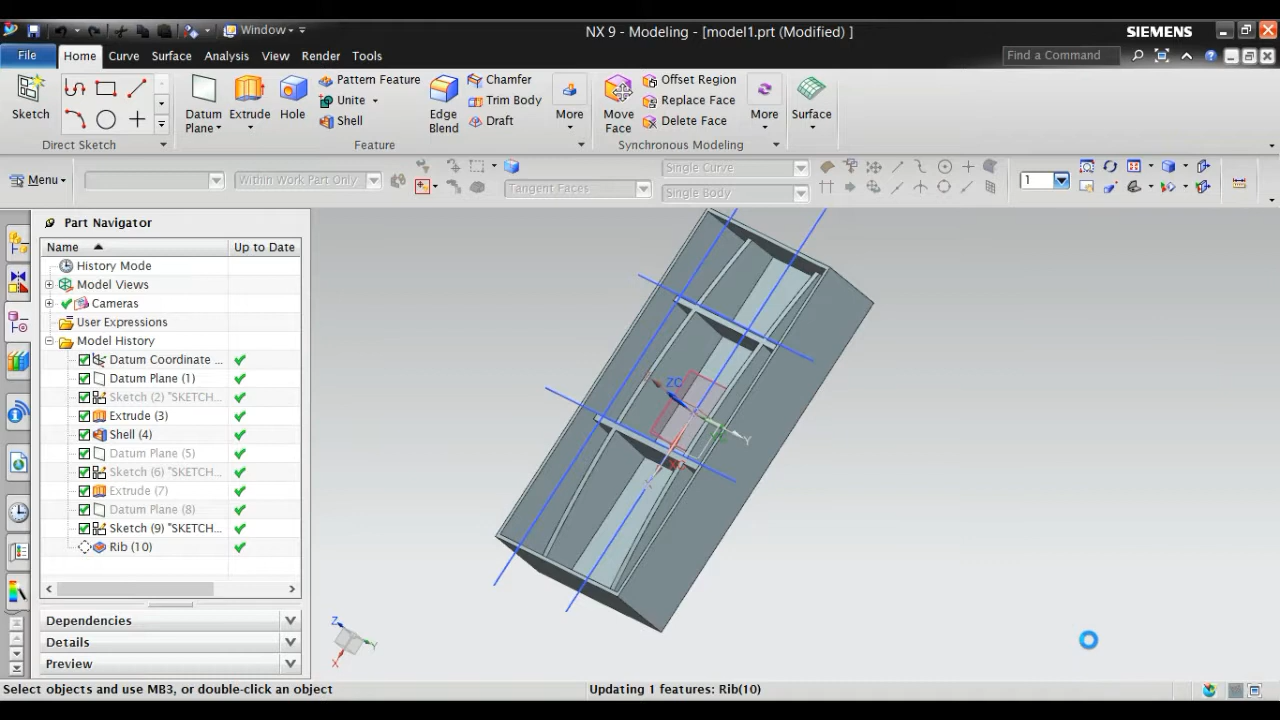 Window
NX 9 - Modeling - [model1.prt (Modified) ]
SIEMENS
File
Home
Curve
Surface
Analysis
View
Render
Tools
Find a Command
Sketch
Direct Sketch
Datum
Plane
Extrude
Hole
Pattern Feature
Unite
Shell
Edge
Blend
Chamfer
Trim Body
Draft
More
Feature
Move
Face
Offset Region
Replace Face
Delete Face
More
Synchronous Modeling
Surface
Menu
Within Work Part Only
Tangent Faces
Single Curve
Single Body
1
Part Navigator
Name
Up to Date
History Mode
Model Views
Cameras
User Expressions
Model History
Datum Coordinate ...
Datum Plane (1)
Sketch (2) "SKETCH...
Extrude (3)
Shell (4)
Datum Plane (5)
Sketch (6) "SKETCH...
Extrude (7)
Datum Plane (8)
Sketch (9) "SKETCH...
Rib (10)
Dependencies
Details
Preview
ZC
Y
Z
Y
X
Select objects and use MB3, or double-click an object
Updating 1 features: Rib(10)